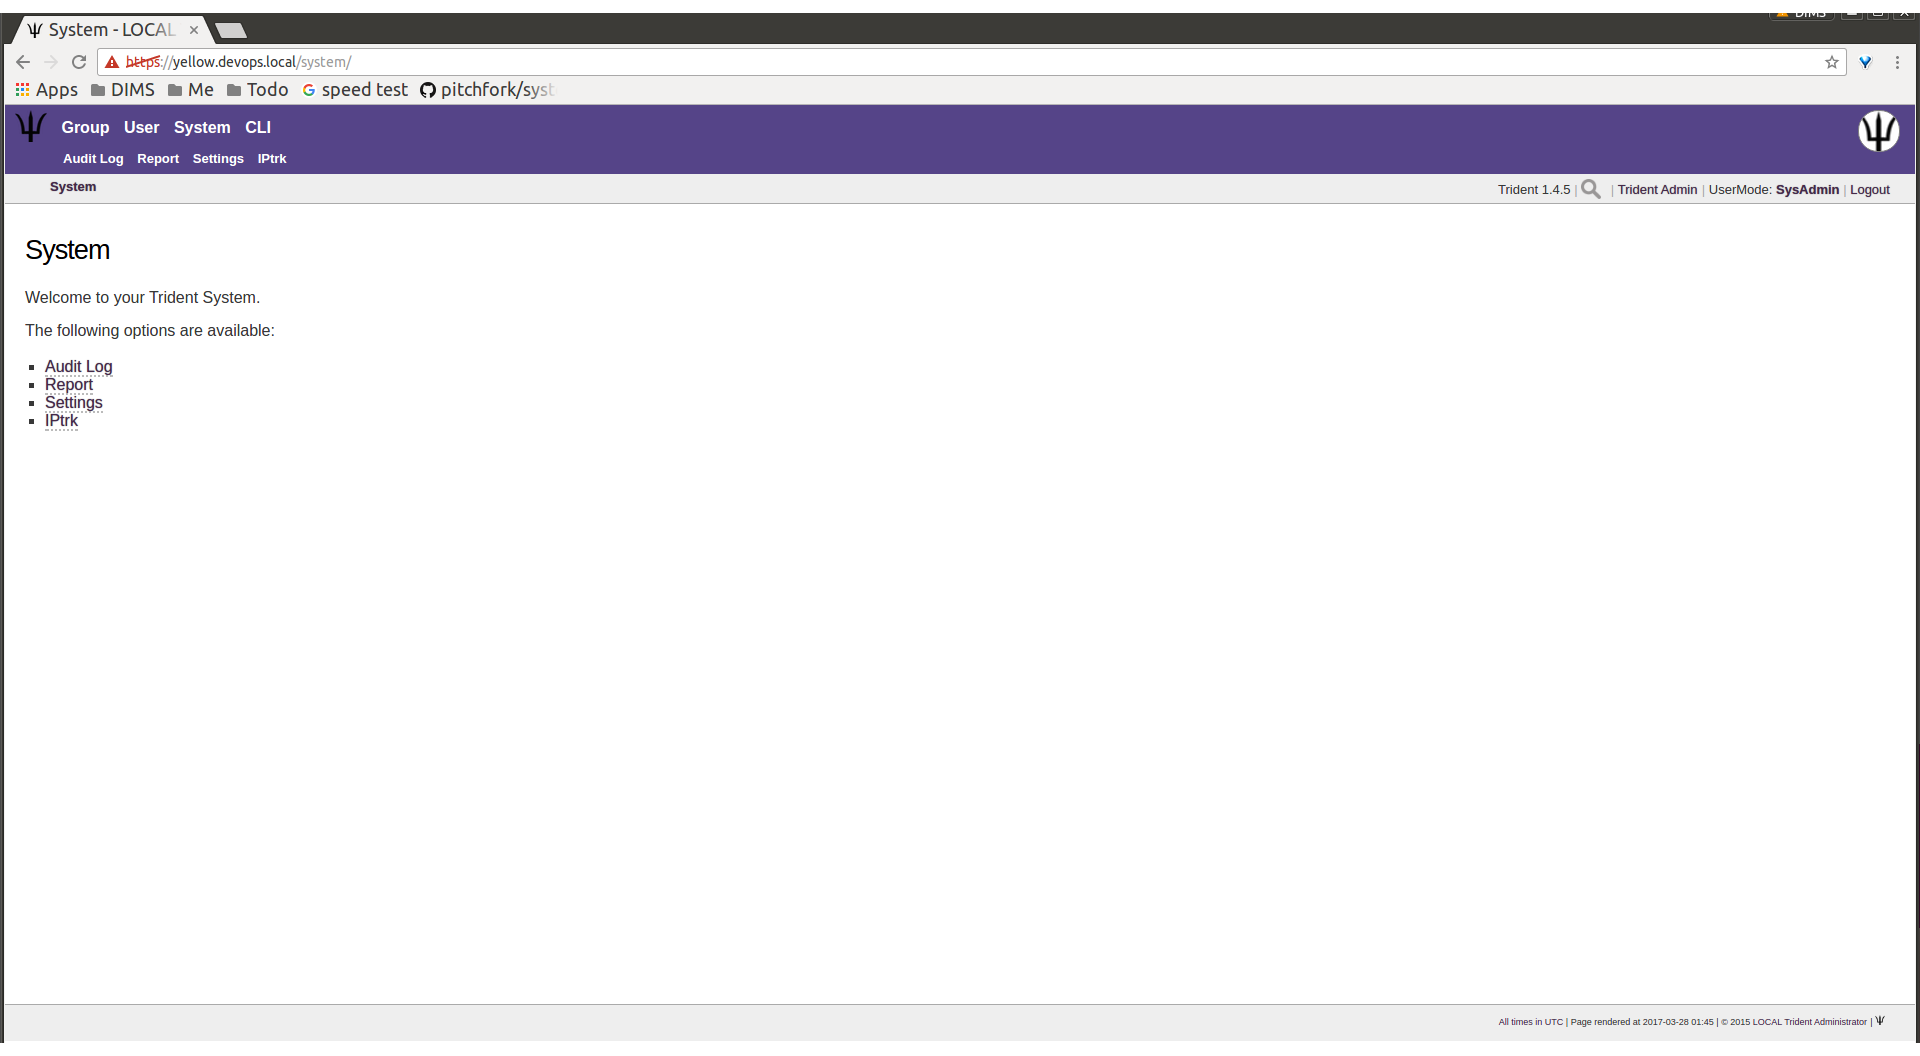 DIMS
System - LOCAL
https://yellow.devops.local/system/
Apps DIMS Me Todo speed test pitchfork/syst
Group User System CLI
Audit Log Report Settings IPtrk
System
Trident 1.4.5 | | Trident Admin | UserMode: SysAdmin | Logout
System
Welcome to your Trident System.
The following options are available:
Audit Log
Report
Settings
IPtrk
All times in UTC | Page rendered at 2017-03-28 01:45 | © 2015 LOCAL Trident Administrator |